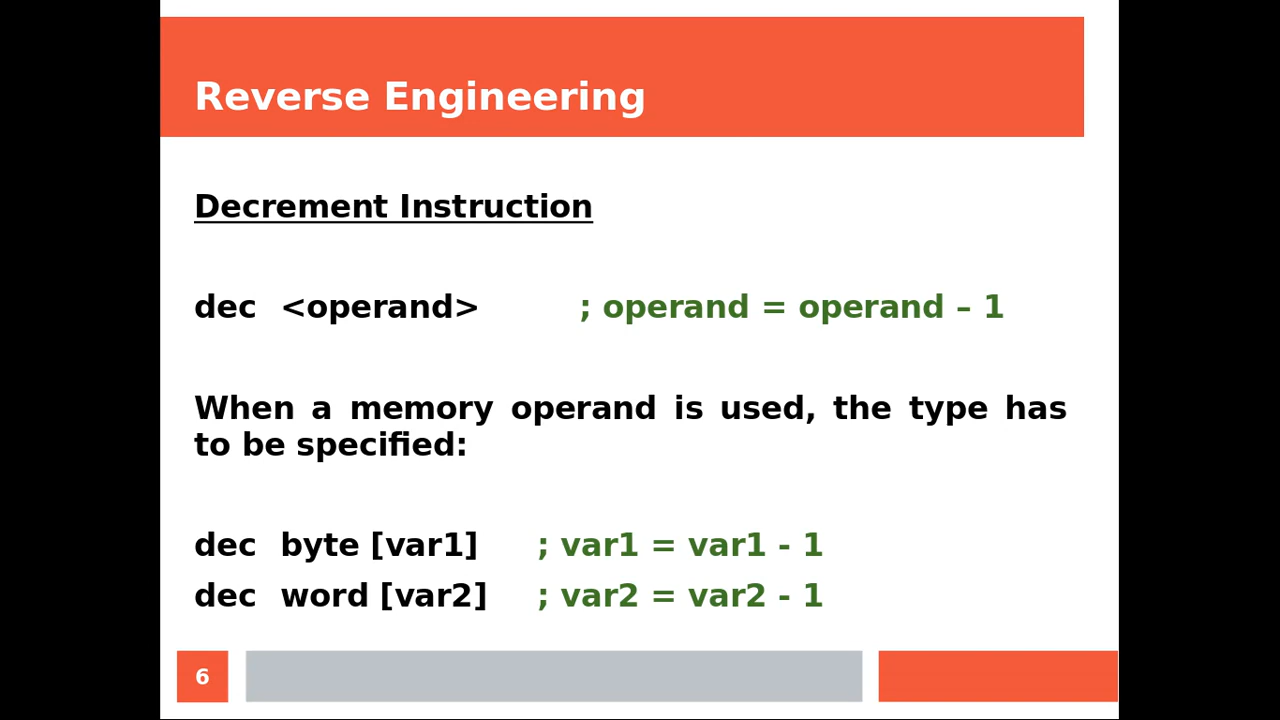 Reverse Engineering
Decrement Instruction
dec <operand> ; operand = operand – 1
When a memory operand is used, the type has
to be specified:
dec byte [var1] ; var1 = var1 - 1
dec word [var2] ; var2 = var2 - 1
6